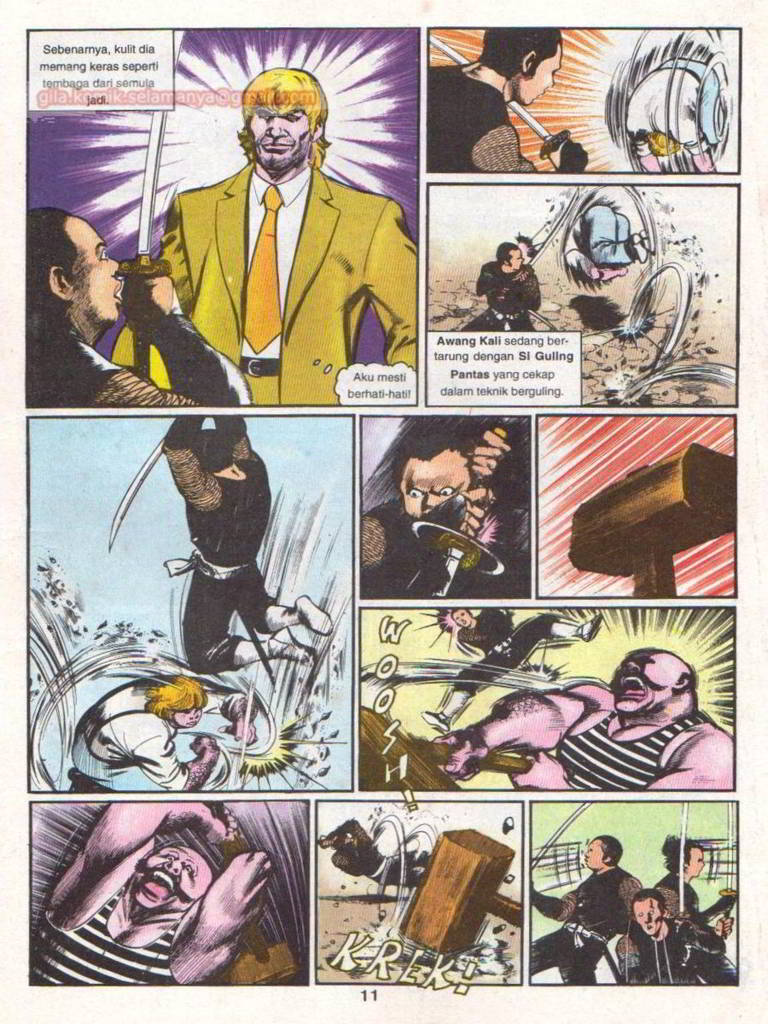 Sebenarnya, kulit dia
memang keras seperti
tembaga dari semula
jadi.
Aku mesti
berhati-hati!
Awang Kali sedang ber-
tarung dengan Si Guling
Pantas yang cekap
dalam teknik berguling.
WOOSH!
KREK!
11